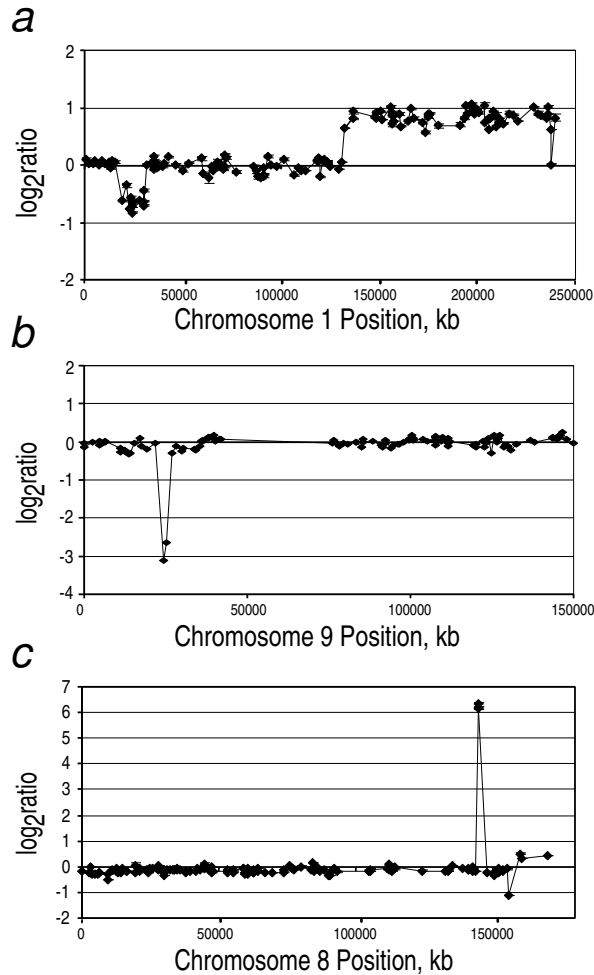 a
2
1
0
-1
-2
log2ratio
0 50000 100000 150000 200000 250000
Chromosome 1 Position, kb
b
2
1
0
-1
-2
-3
-4
log2ratio
0 50000 100000 150000
Chromosome 9 Position, kb
c
7
6
5
4
3
2
1
0
-1
-2
log2ratio
0 50000 100000 150000
Chromosome 8 Position, kb